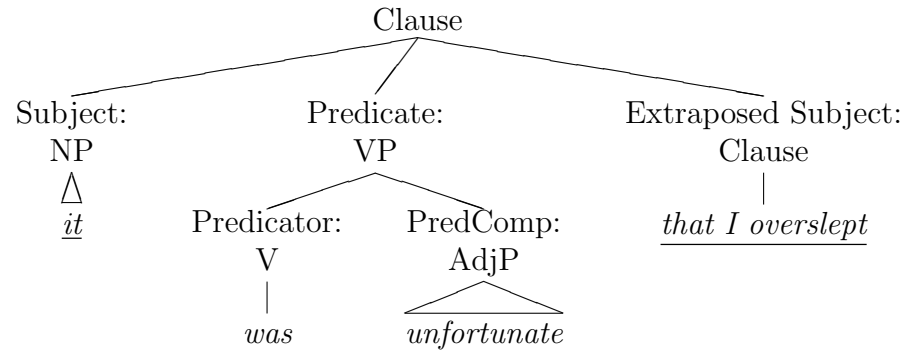 Clause
Subject: Predicate: Extraposed Subject:
NP VP Clause
it Predicator: PredComp: that I overslept
V AdjP
was unfortunate